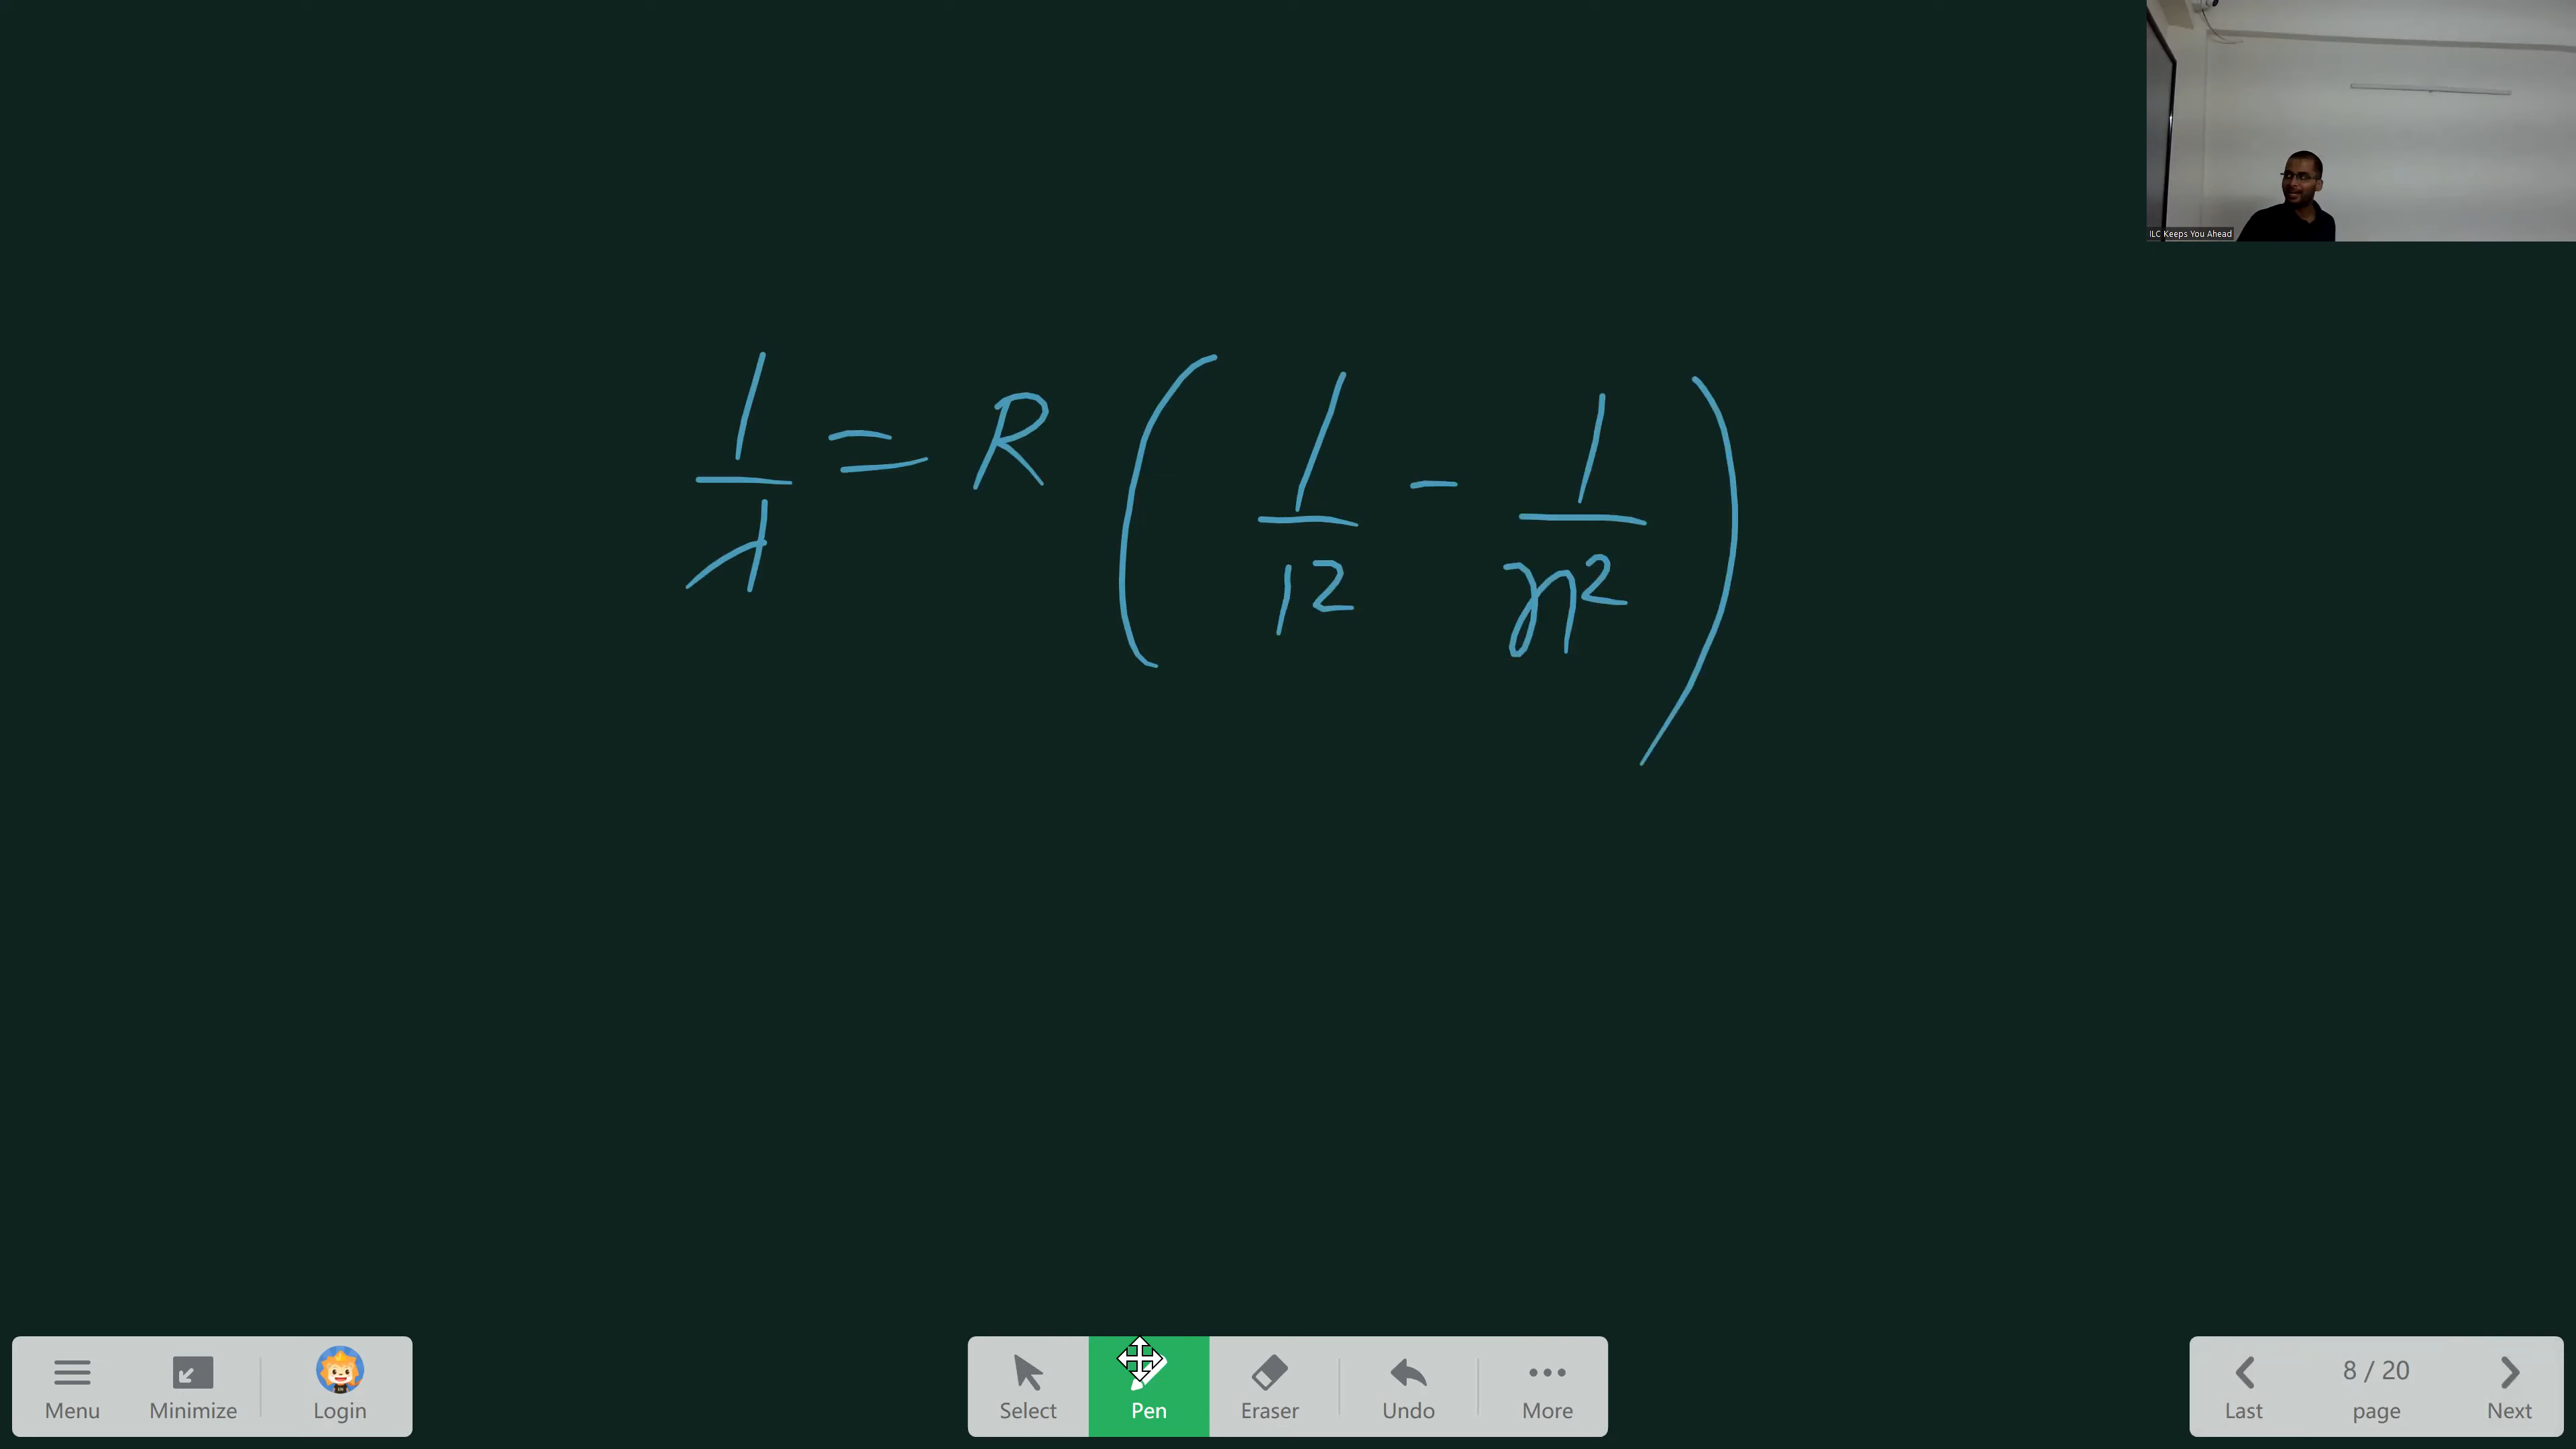 ILC Keeps You Ahead
1/λ = R ( 1/1² - 1/n² )
Menu Minimize Login Select Pen Eraser Undo More Last 8 / 20 page Next